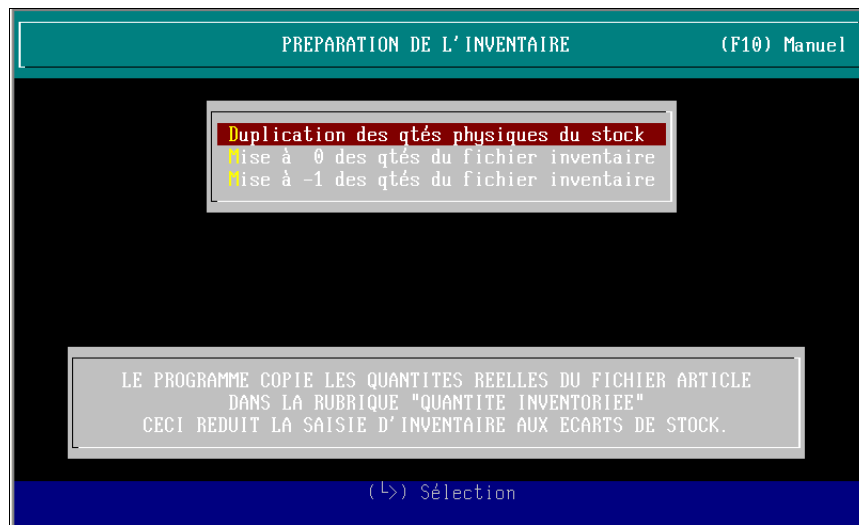 PREPARATION DE L'INVENTAIRE (F10) Manuel
Duplication des qtés physiques du stock
Mise à 0 des qtés du fichier inventaire
Mise à -1 des qtés du fichier inventaire
LE PROGRAMME COPIE LES QUANTITES REELLES DU FICHIER ARTICLE
DANS LA RUBRIQUE "QUANTITE INVENTORIEE"
CECI REDUIT LA SAISIE D'INVENTAIRE AUX ECARTS DE STOCK.
(└>) Sélection